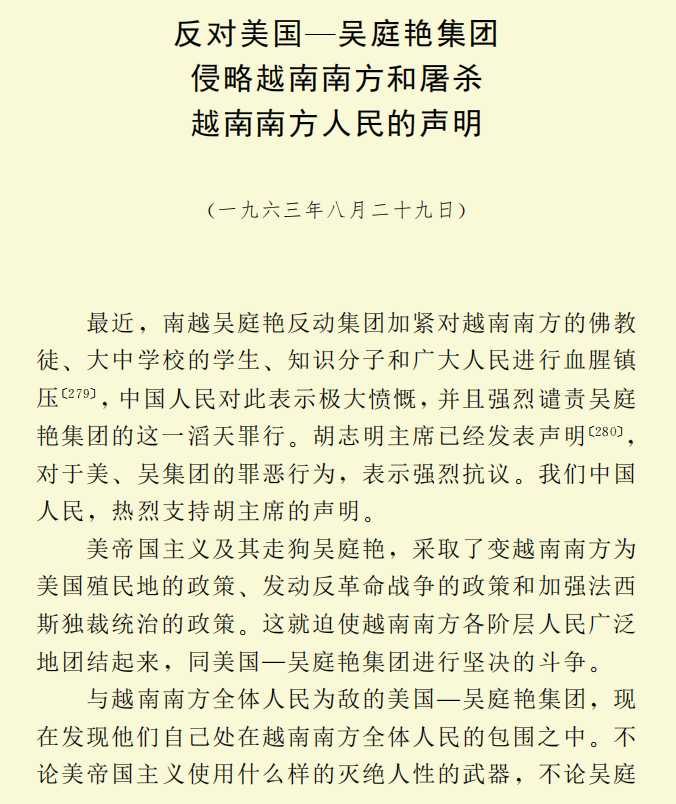 反对美国—吴庭艳集团
侵略越南南方和屠杀
越南南方人民的声明
（一九六三年八月二十九日）
最近，南越吴庭艳反动集团加紧对越南南方的佛教
徒、大中学校的学生、知识分子和广大人民进行血腥镇
压〔279〕，中国人民对此表示极大愤慨，并且强烈谴责吴庭
艳集团的这一滔天罪行。胡志明主席已经发表声明〔280〕，
对于美、吴集团的罪恶行为，表示强烈抗议。我们中国
人民，热烈支持胡主席的声明。
美帝国主义及其走狗吴庭艳，采取了变越南南方为
美国殖民地的政策、发动反革命战争的政策和加强法西
斯独裁统治的政策。这就迫使越南南方各阶层人民广泛
地团结起来，同美国—吴庭艳集团进行坚决的斗争。
与越南南方全体人民为敌的美国—吴庭艳集团，现
在发现他们自己处在越南南方全体人民的包围之中。不
论美帝国主义使用什么样的灭绝人性的武器，不论吴庭